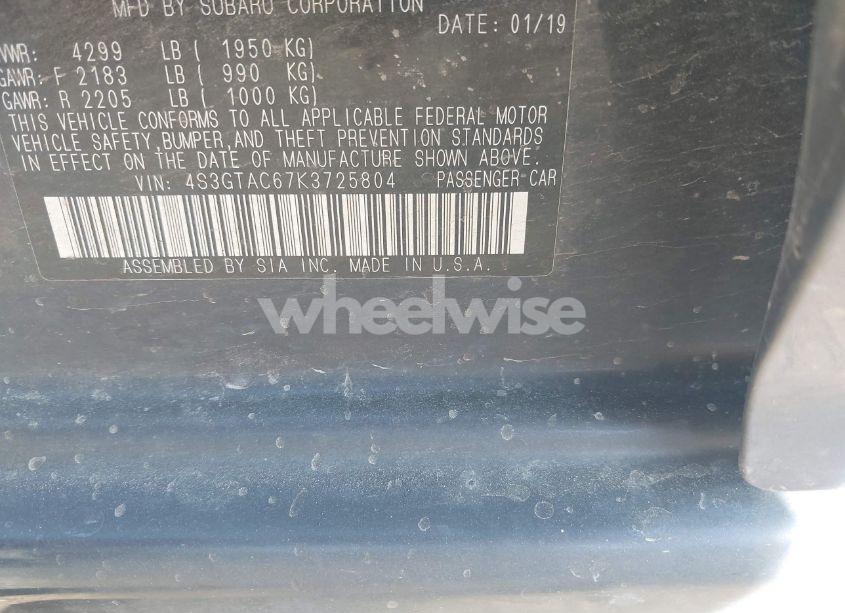 MFD BY SUBARU CORPORATION
DATE: 01/19
VWR: 4299 LB ( 1950 KG)
GAWR: F 2183 LB ( 990 KG)
GAWR: R 2205 LB ( 1000 KG)
THIS VEHICLE CONFORMS TO ALL APPLICABLE FEDERAL MOTOR
VEHICLE SAFETY,BUMPER,AND THEFT PREVENTION STANDARDS
IN EFFECT ON THE DATE OF MANUFACTURE SHOWN ABOVE.
VIN: 4S3GTAC67K3725804 PASSENGER CAR
ASSEMBLED BY SIA INC. MADE IN U.S.A.
wheelwise